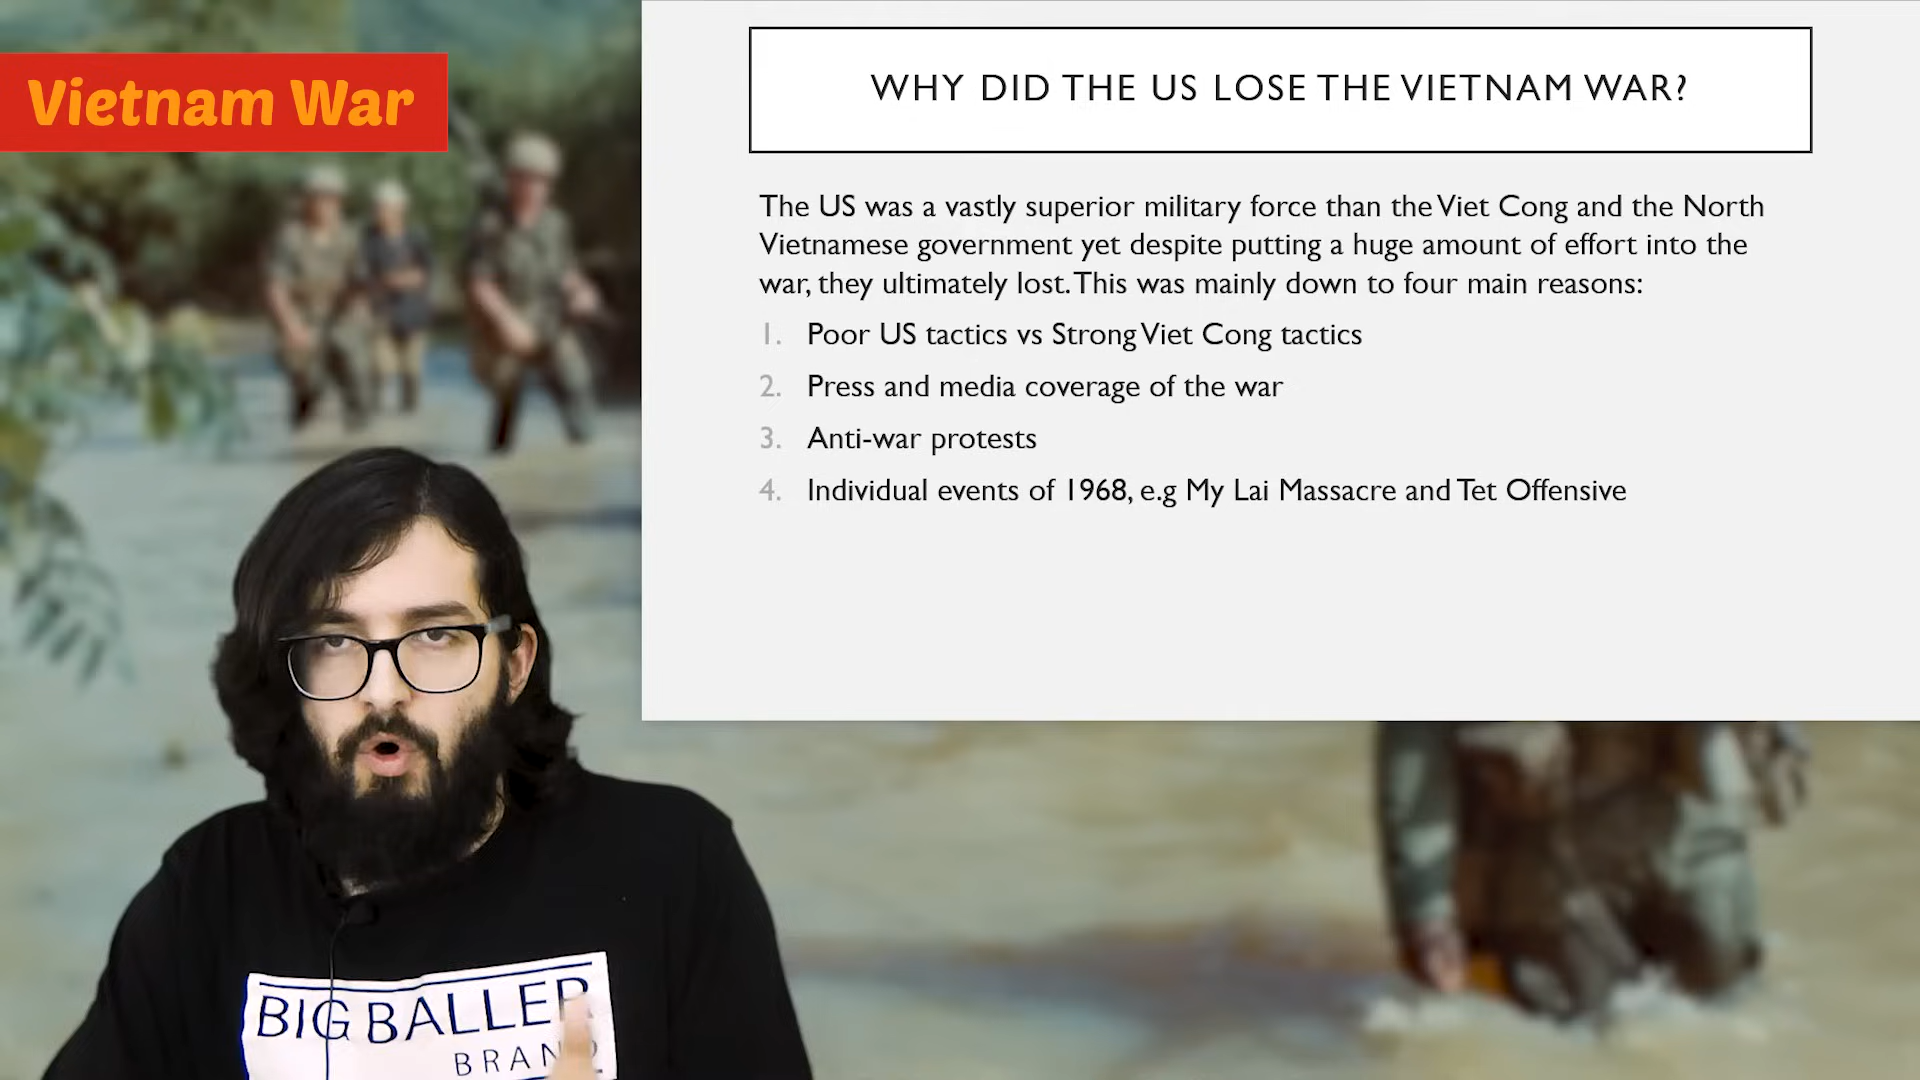 Vietnam War
WHY DID THE US LOSE THE VIETNAM WAR?
The US was a vastly superior military force than the Viet Cong and the North
Vietnamese government yet despite putting a huge amount of effort into the
war, they ultimately lost. This was mainly down to four main reasons:
1. Poor US tactics vs Strong Viet Cong tactics
2. Press and media coverage of the war
3. Anti-war protests
4. Individual events of 1968, e.g My Lai Massacre and Tet Offensive
BIG BALLER
BRAND